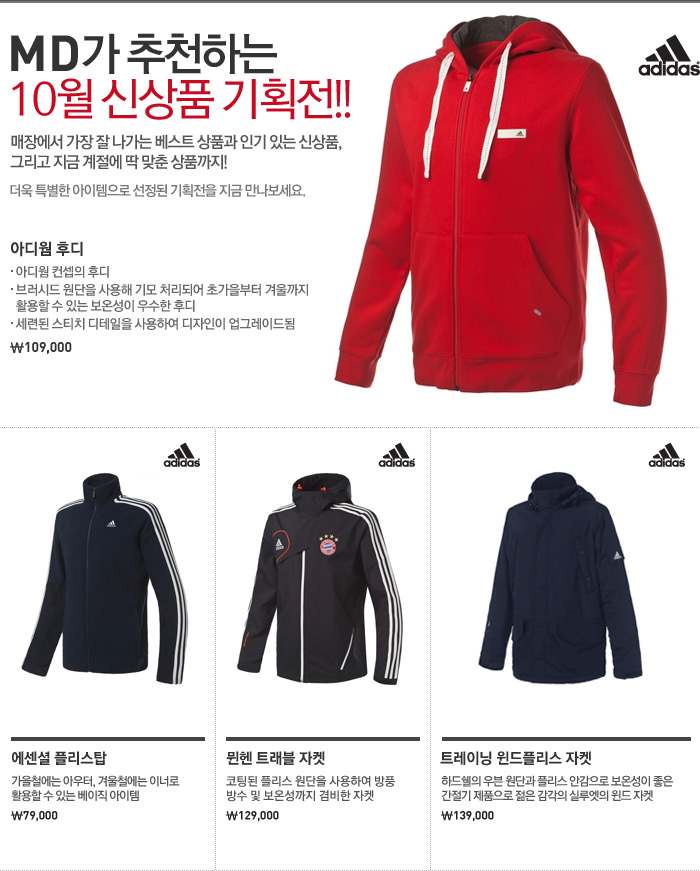 MD가 추천하는
10월 신상품 기획전!!
adidas
매장에서 가장 잘 나가는 베스트 상품과 인기 있는 신상품,
그리고 지금 계절에 딱 맞춘 상품까지!
더욱 특별한 아이템으로 선정된 기획전을 지금 만나보세요.
아디웜 후디
· 아디웜 컨셉의 후디
· 브러시드 원단을 사용해 기모 처리되어 초가을부터 겨울까지
활용할 수 있는 보온성이 우수한 후디
· 세련된 스티치 디테일을 사용하여 디자인이 업그레이드됨
₩109,000
adidas
에센셜 플리스탑
가을철에는 아우터, 겨울철에는 이너로
활용할 수 있는 베이직 아이템
₩79,000
adidas
뮌헨 트래블 자켓
코팅된 플리스 원단을 사용하여 방풍
방수 및 보온성까지 겸비한 자켓
₩129,000
adidas
트레이닝 윈드플리스 자켓
하드쉘의 우븐 원단과 플리스 안감으로 보온성이 좋은
간절기 제품으로 젊은 감각의 실루엣의 윈드 자켓
₩139,000